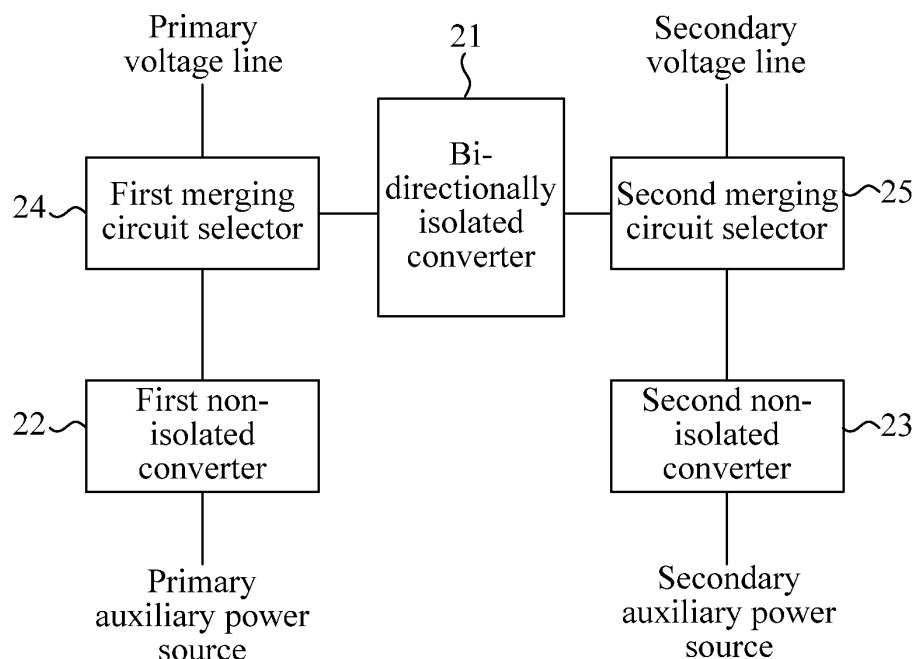 Primary
voltage line
21
Secondary
voltage line
24
First merging
circuit selector
Bi-
directionally
isolated
converter
Second merging
circuit selector
25
22
First non-
isolated
converter
Second non-
isolated
converter
23
Primary
auxiliary power
source
Secondary
auxiliary power
source